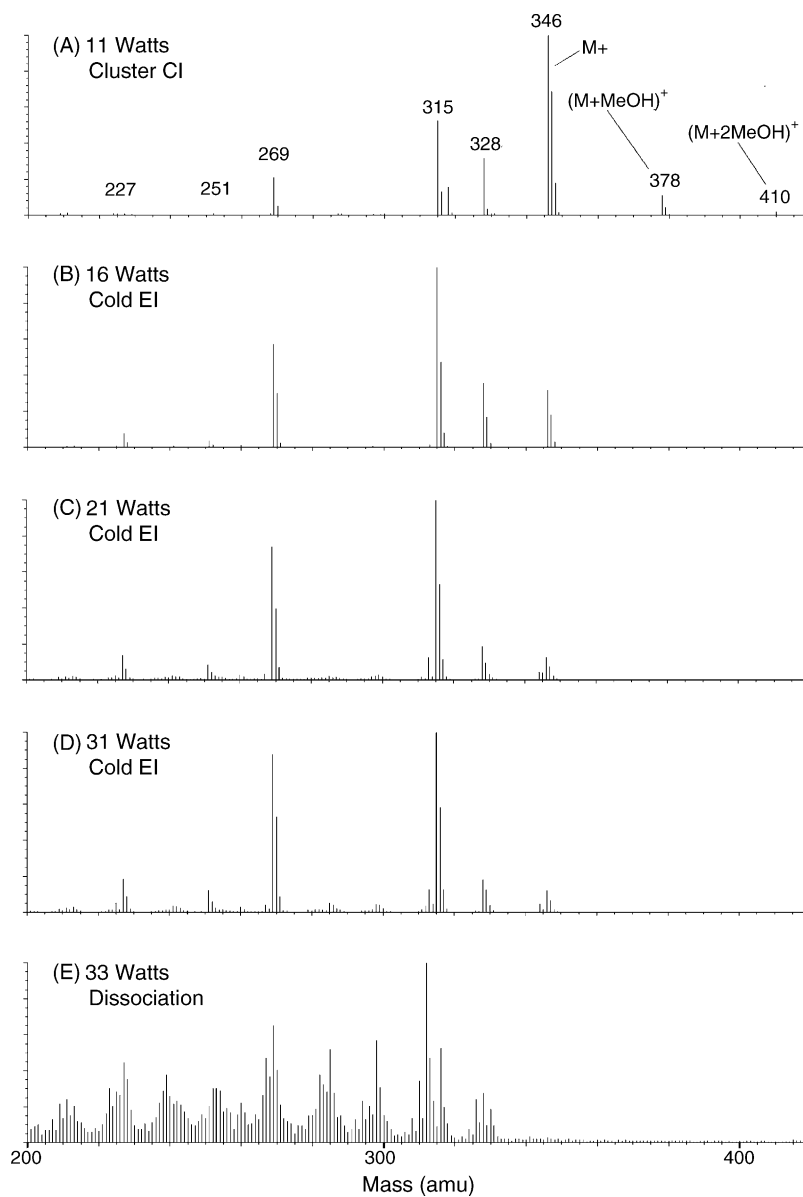 (A) 11 Watts
Cluster CI
346
M+
(M+MeOH)+
(M+2MeOH)+
315
328
269
227
251
378
410
(B) 16 Watts
Cold EI
(C) 21 Watts
Cold EI
(D) 31 Watts
Cold EI
(E) 33 Watts
Dissociation
200
300
400
Mass (amu)